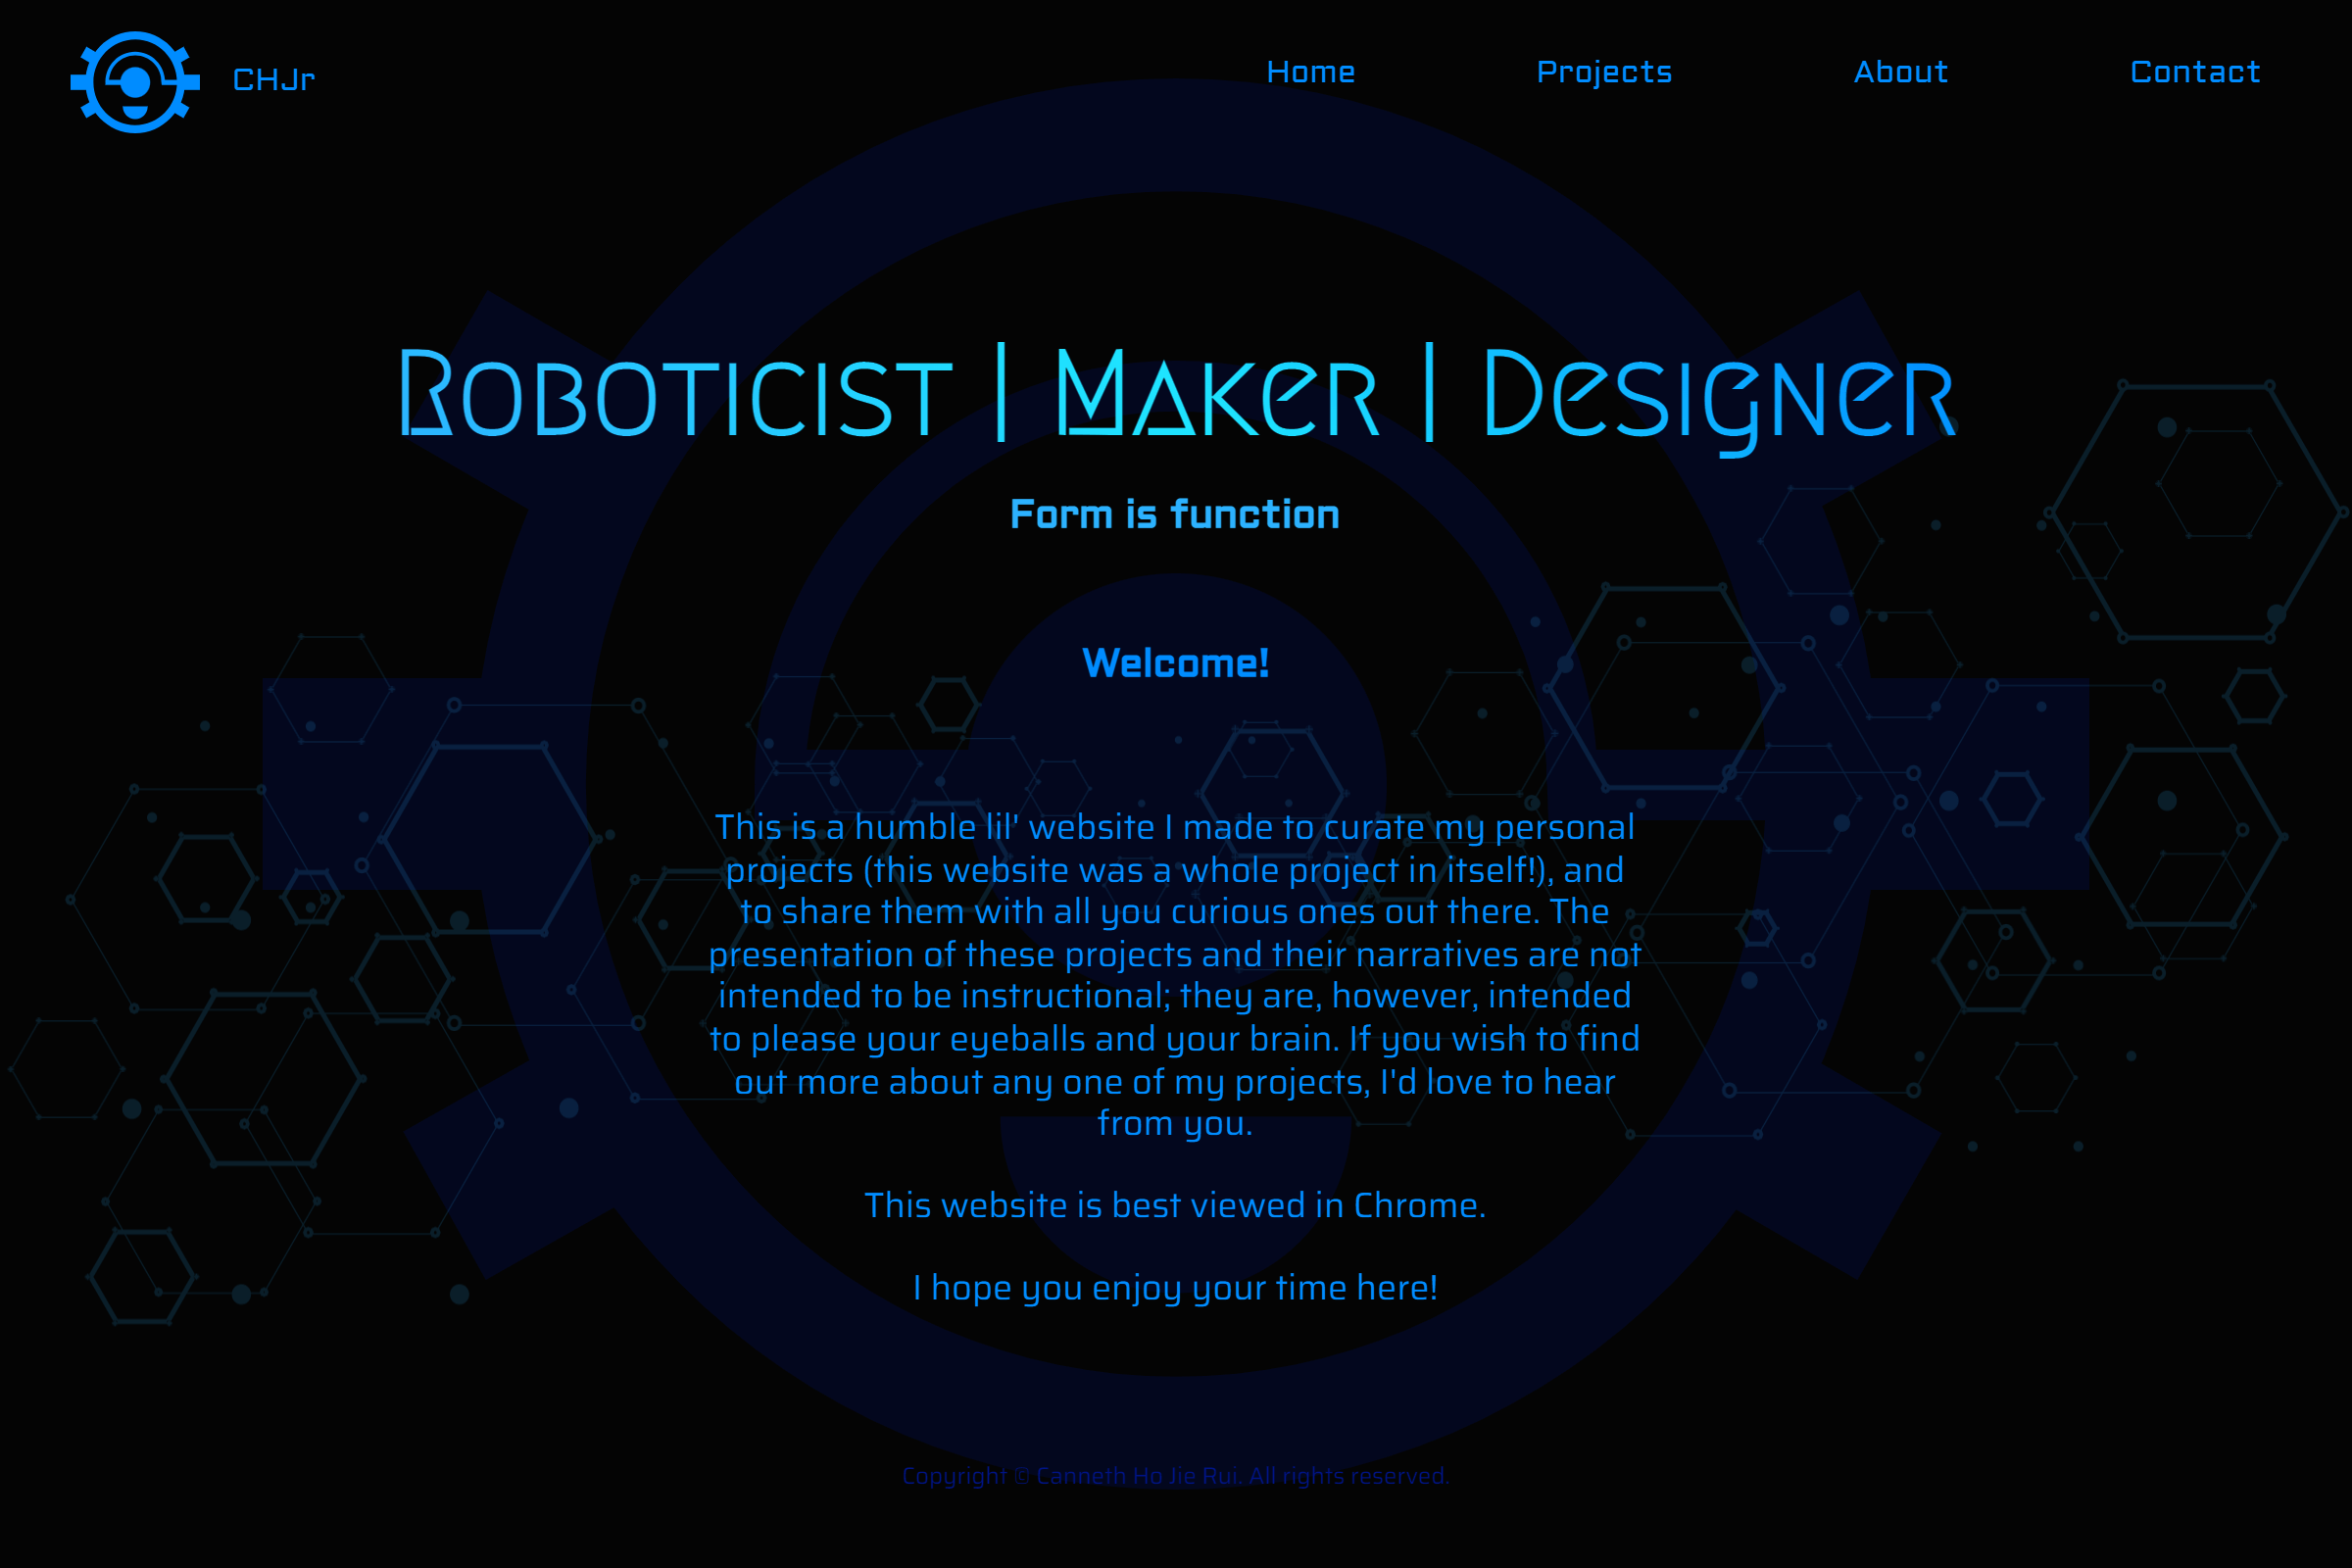 CHJr
Home
Projects
About
Contact
Roboticist | Maker | Designer
Form is function
Welcome!
This is a humble lil' website I made to curate my personal
projects (this website was a whole project in itself!), and
to share them with all you curious ones out there. The
presentation of these projects and their narratives are not
intended to be instructional; they are, however, intended
to please your eyeballs and your brain. If you wish to find
out more about any one of my projects, I'd love to hear
from you.
This website is best viewed in Chrome.
I hope you enjoy your time here!
Copyright © Canneth Ho Jie Rui. All rights reserved.